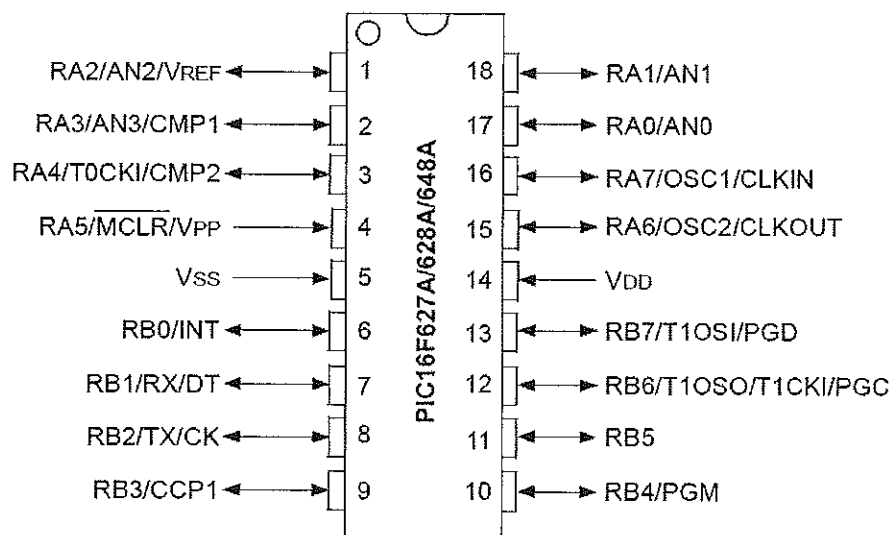 RA2/AN2/VREF 1 18 RA1/AN1
RA3/AN3/CMP1 2 17 RA0/AN0
RA4/T0CKI/CMP2 3 16 RA7/OSC1/CLKIN
RA5/MCLR/VPP 4 15 RA6/OSC2/CLKOUT
VSS 5 14 VDD
RB0/INT 6 13 RB7/T1OSI/PGD
RB1/RX/DT 7 12 RB6/T1OSO/T1CKI/PGC
RB2/TX/CK 8 11 RB5
RB3/CCP1 9 10 RB4/PGM
PIC16F627A/628A/648A